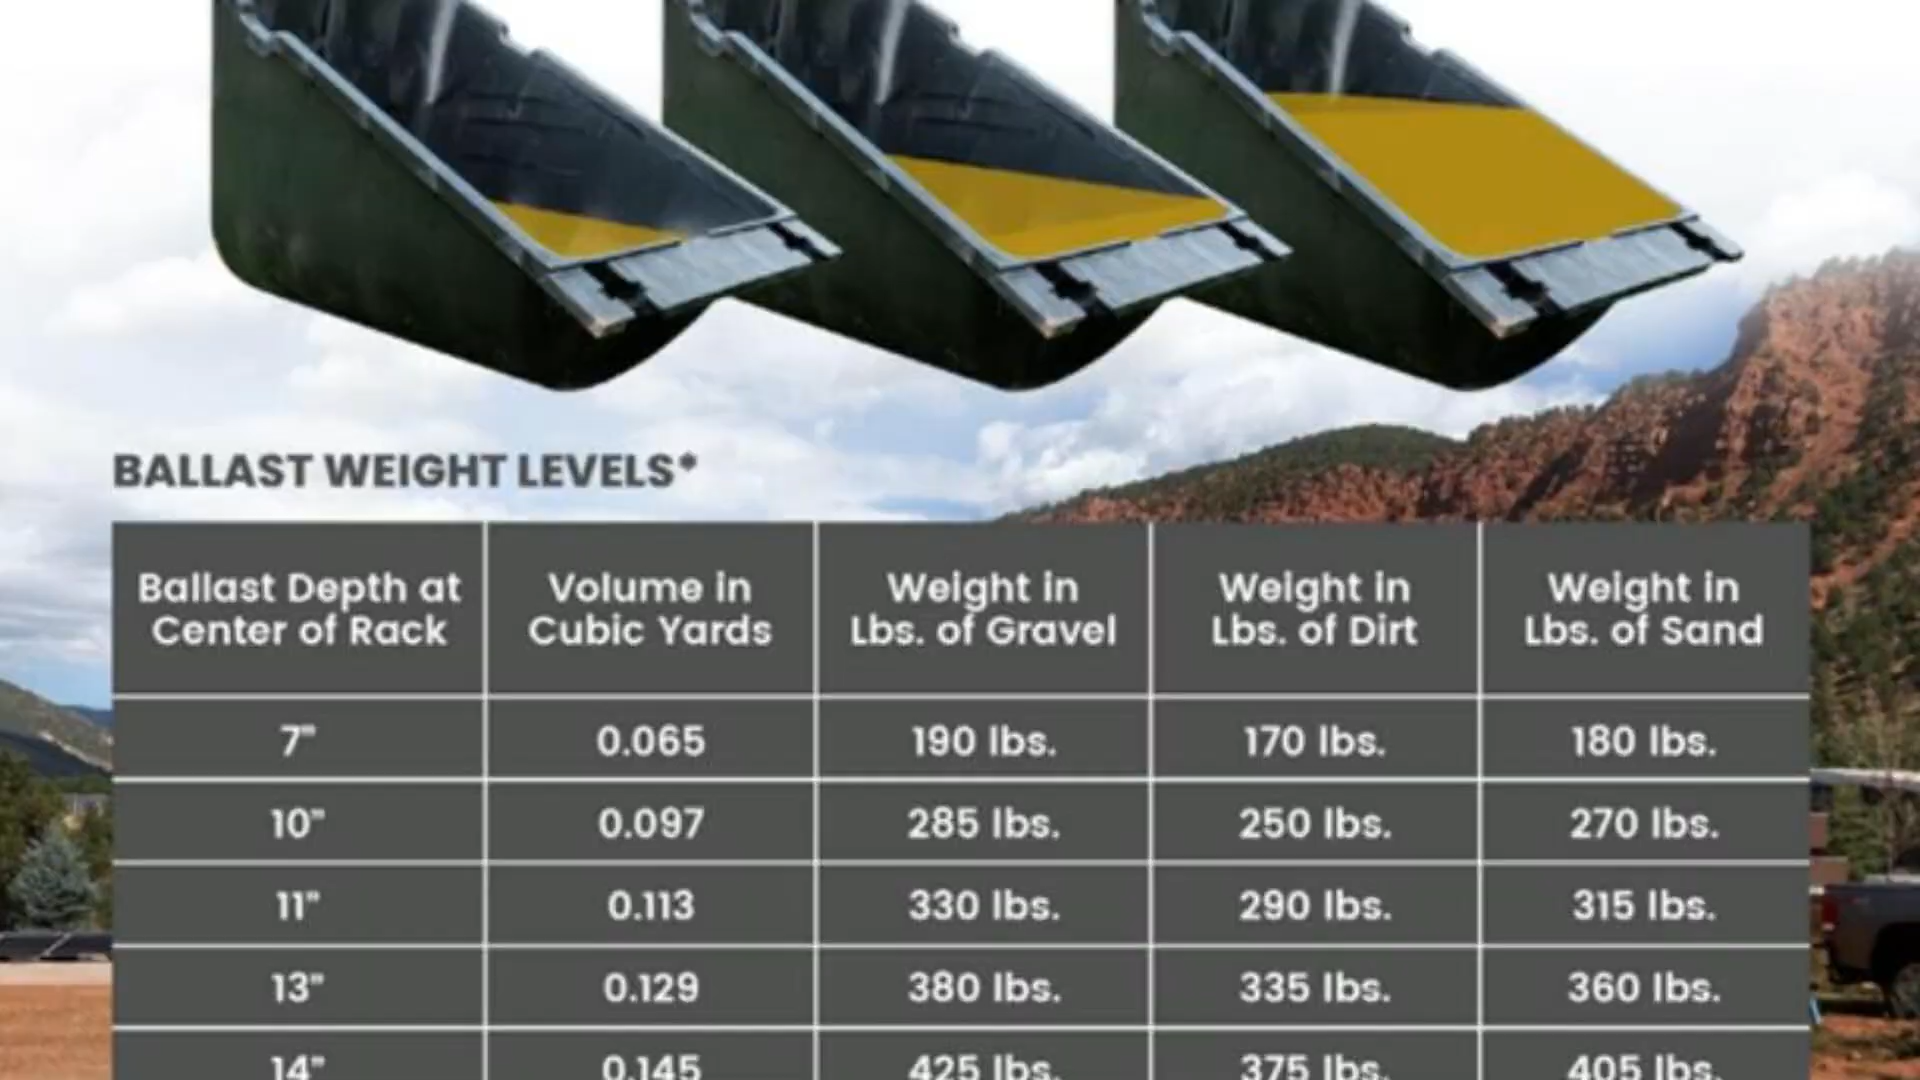 BALLAST WEIGHT LEVELS*
Ballast Depth at
Center of Rack
Volume in
Cubic Yards
Weight in
Lbs. of Gravel
Weight in
Lbs. of Dirt
Weight in
Lbs. of Sand
7" 0.065 190 lbs. 170 lbs. 180 lbs.
10" 0.097 285 lbs. 250 lbs. 270 lbs.
11" 0.113 330 lbs. 290 lbs. 315 lbs.
13" 0.129 380 lbs. 335 lbs. 360 lbs.
14" 0.145 425 lbs. 375 lbs. 405 lbs.